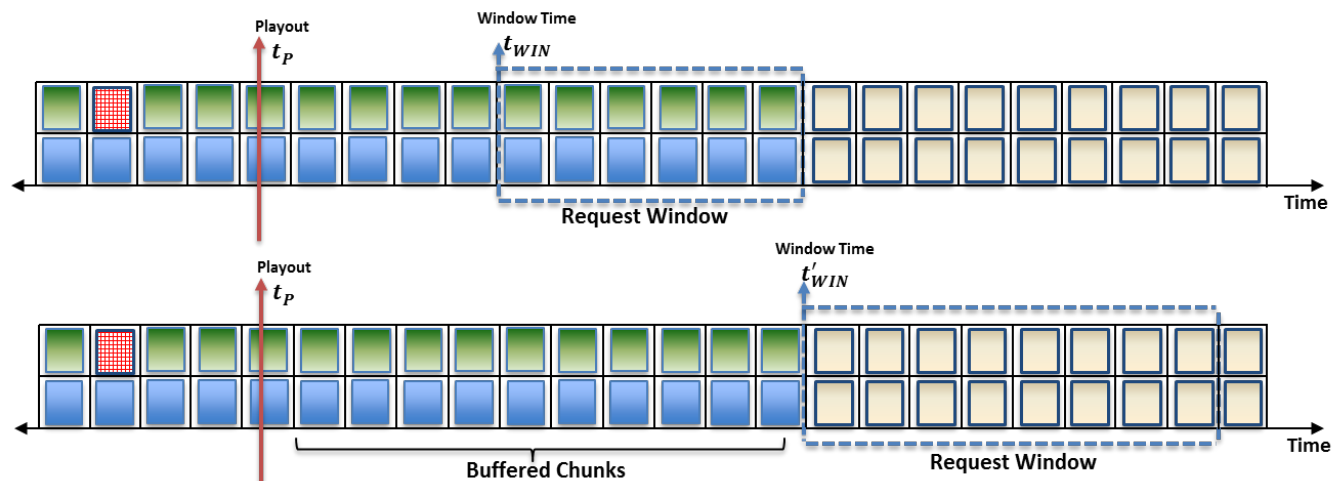 Playout
t_P
Window Time
t_WIN
Time
Request Window
Playout
t_P
Window Time
t'_WIN
Time
Buffered Chunks
Request Window